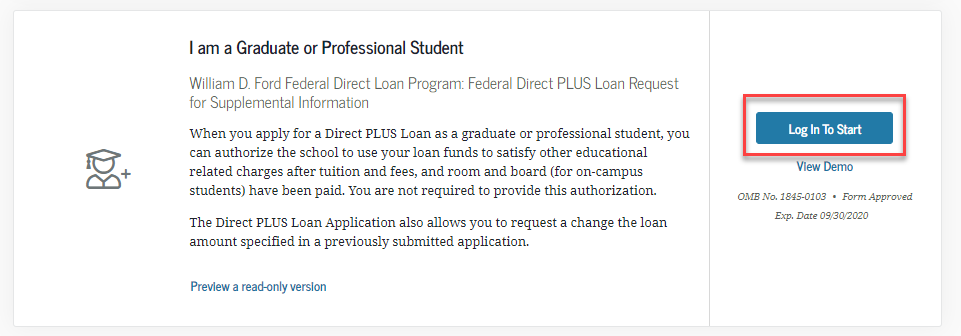 I am a Graduate or Professional Student
William D. Ford Federal Direct Loan Program: Federal Direct PLUS Loan Request
for Supplemental Information
When you apply for a Direct PLUS Loan as a graduate or professional student, you
can authorize the school to use your loan funds to satisfy other educational
related charges after tuition and fees, and room and board (for on-campus
students) have been paid. You are not required to provide this authorization.
The Direct PLUS Loan Application also allows you to request a change the loan
amount specified in a previously submitted application.
Preview a read-only version
Log In To Start
View Demo
OMB No. 1845-0103 • Form Approved
Exp. Date 09/30/2020